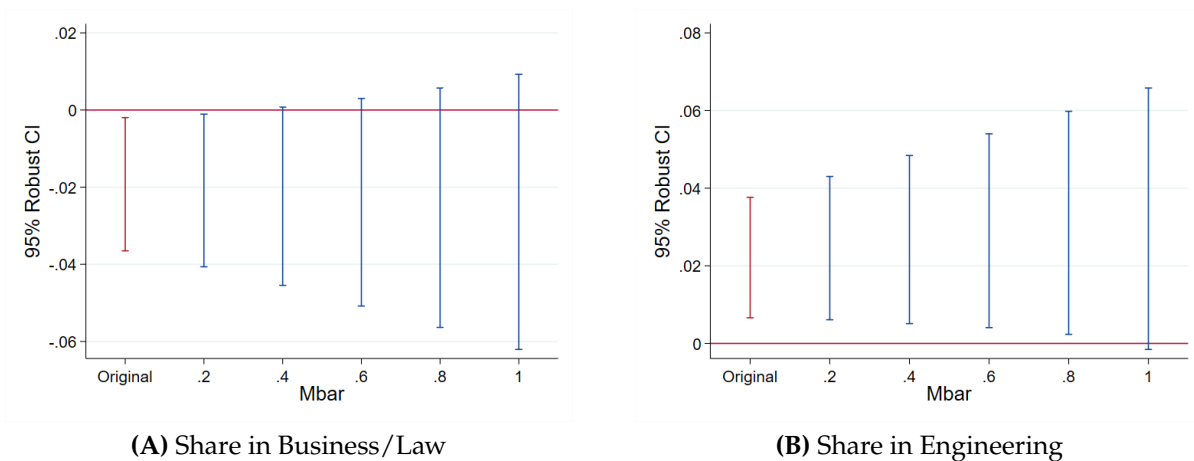 .02
0
-.02
-.04
-.06
95% Robust CI
Original .2 .4 .6 .8 1
Mbar
(A) Share in Business/Law
.08
.06
.04
.02
0
95% Robust CI
Original .2 .4 .6 .8 1
Mbar
(B) Share in Engineering